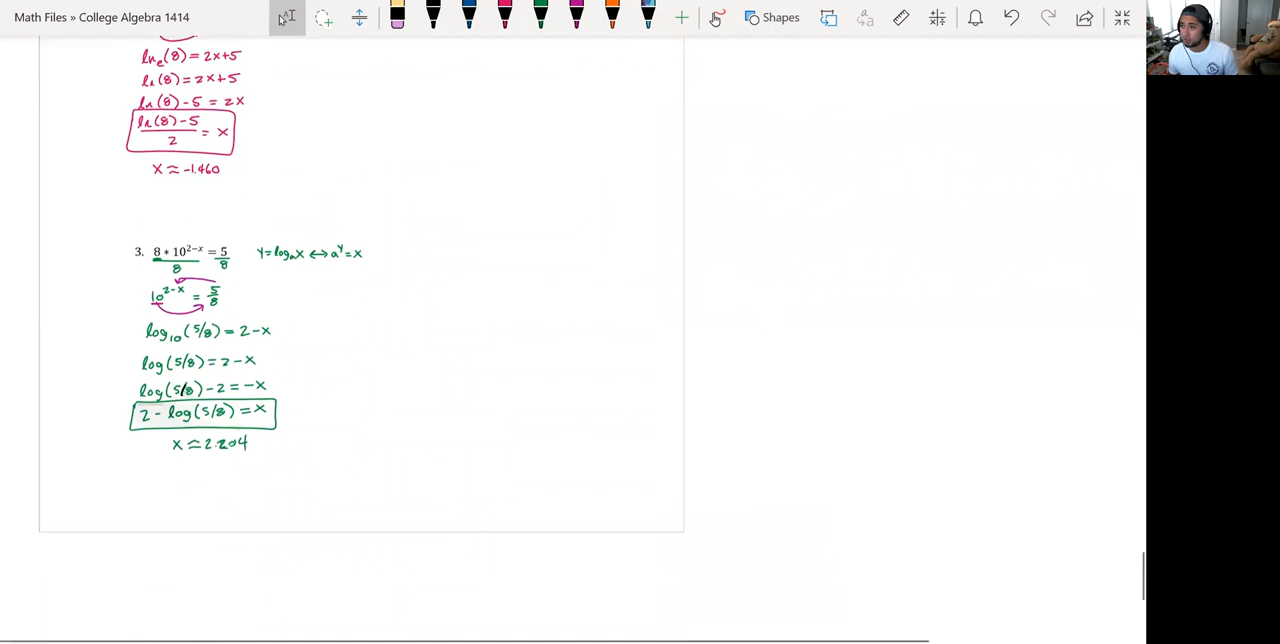 Math Files » College Algebra 1414
Shapes
ln_e(8) = 2x+5
ln(8) = 2x+5
ln(8) - 5 = 2x
ln(8) - 5 / 2 = x
x ≈ -1.460
3. 8 * 10^{2-x} = 5 y = log_a x ↔ a^y = x
8 8
10^{2-x} = 5/8
log_10(5/8) = 2-x
log(5/8) = 2-x
log(5/8) - 2 = -x
2 - log(5/8) = x
x ≃ 2.204